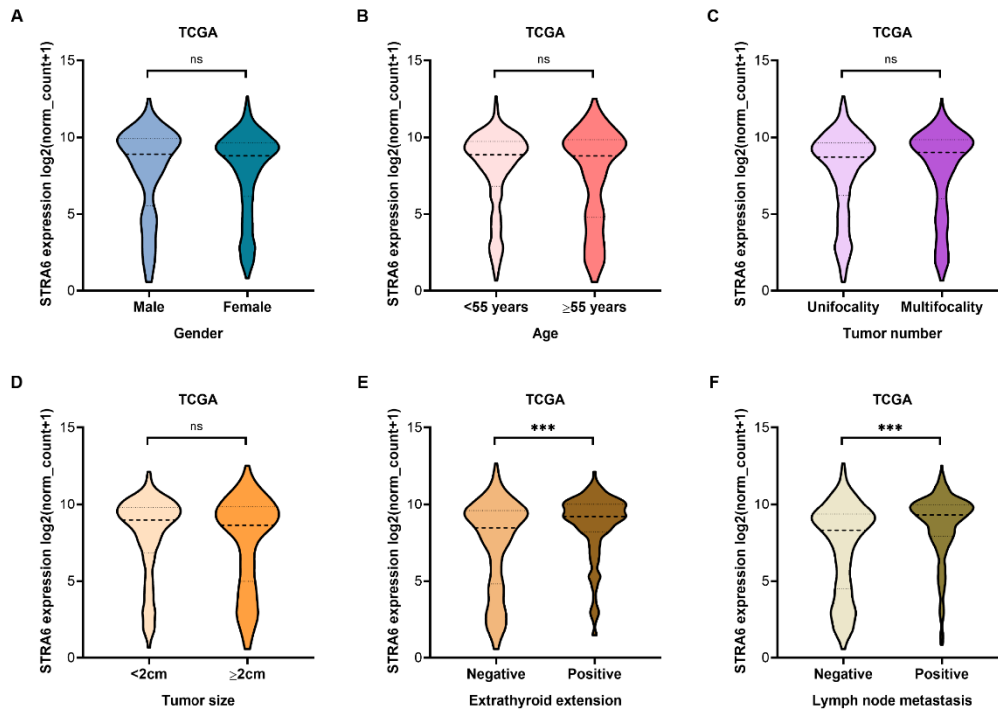 A
TCGA
STRA6 expression log2(norm_count+1)
15
10
5
0
ns
Male
Female
Gender
B
TCGA
STRA6 expression log2(norm_count+1)
15
10
5
0
ns
<55 years
≥55 years
Age
C
TCGA
STRA6 expression log2(norm_count+1)
15
10
5
0
ns
Unifocality
Multifocality
Tumor number
D
TCGA
STRA6 expression log2(norm_count+1)
15
10
5
0
ns
<2cm
≥2cm
Tumor size
E
TCGA
STRA6 expression log2(norm_count+1)
15
10
5
0
***
Negative
Positive
Extrathyroid extension
F
TCGA
STRA6 expression log2(norm_count+1)
15
10
5
0
***
Negative
Positive
Lymph node metastasis